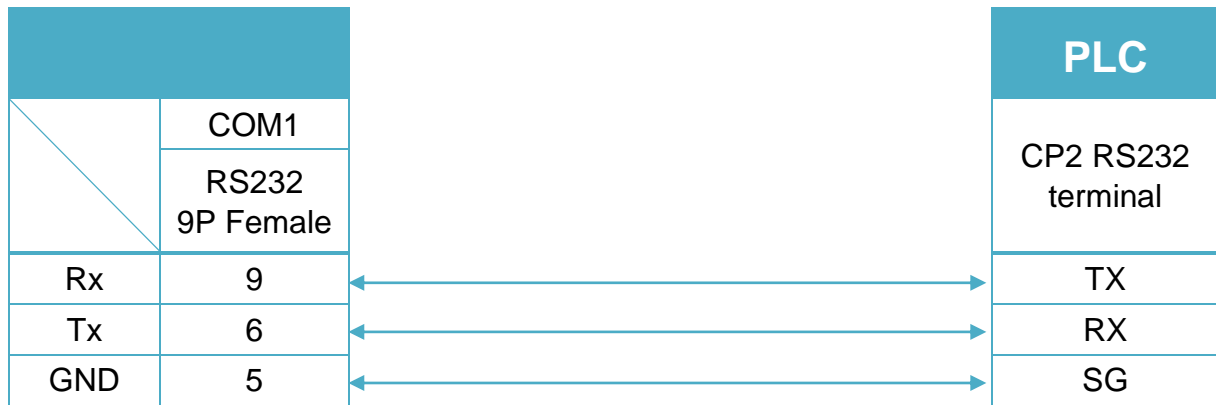 PLC
COM1
RS232
9P Female
CP2 RS232
terminal
Rx 9 TX
Tx 6 RX
GND 5 SG